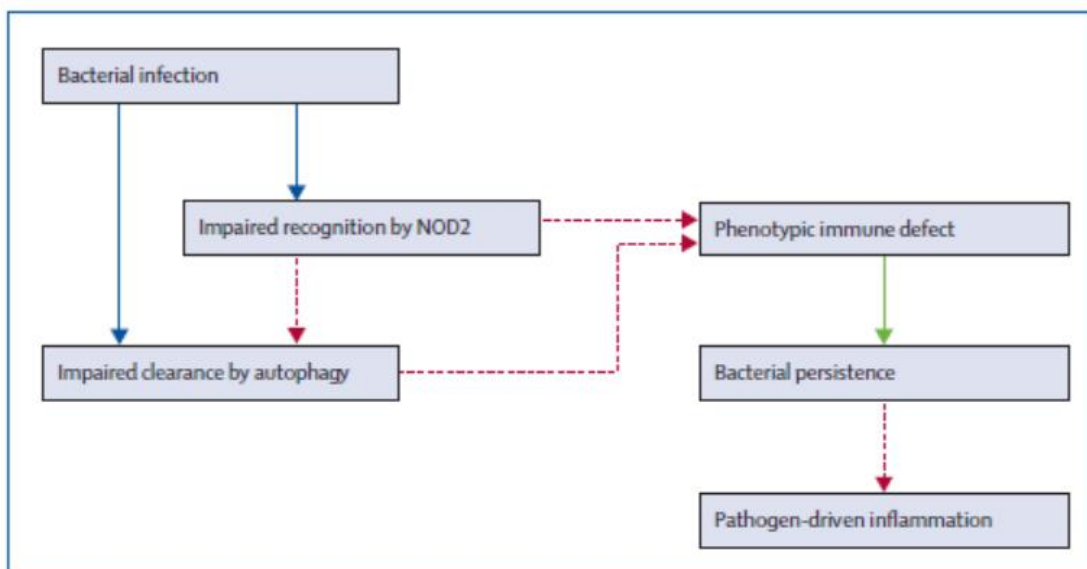 Bacterial infection
Impaired recognition by NOD2
Phenotypic immune defect
Impaired clearance by autophagy
Bacterial persistence
Pathogen-driven inflammation